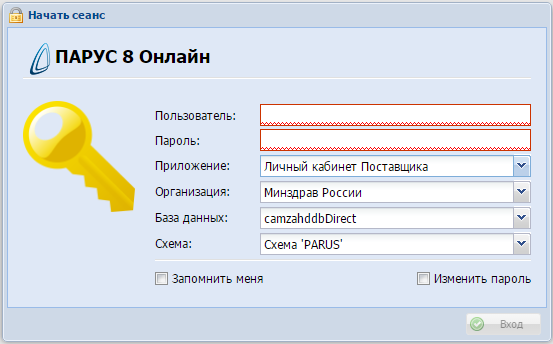 Начать сеанс
ПАРУС 8 Онлайн
Пользователь:
Пароль:
Приложение: Личный кабинет Поставщика
Организация: Минздрав России
База данных: camzahddbDirect
Схема: Схема 'PARUS'
Запомнить меня Изменить пароль
Вход